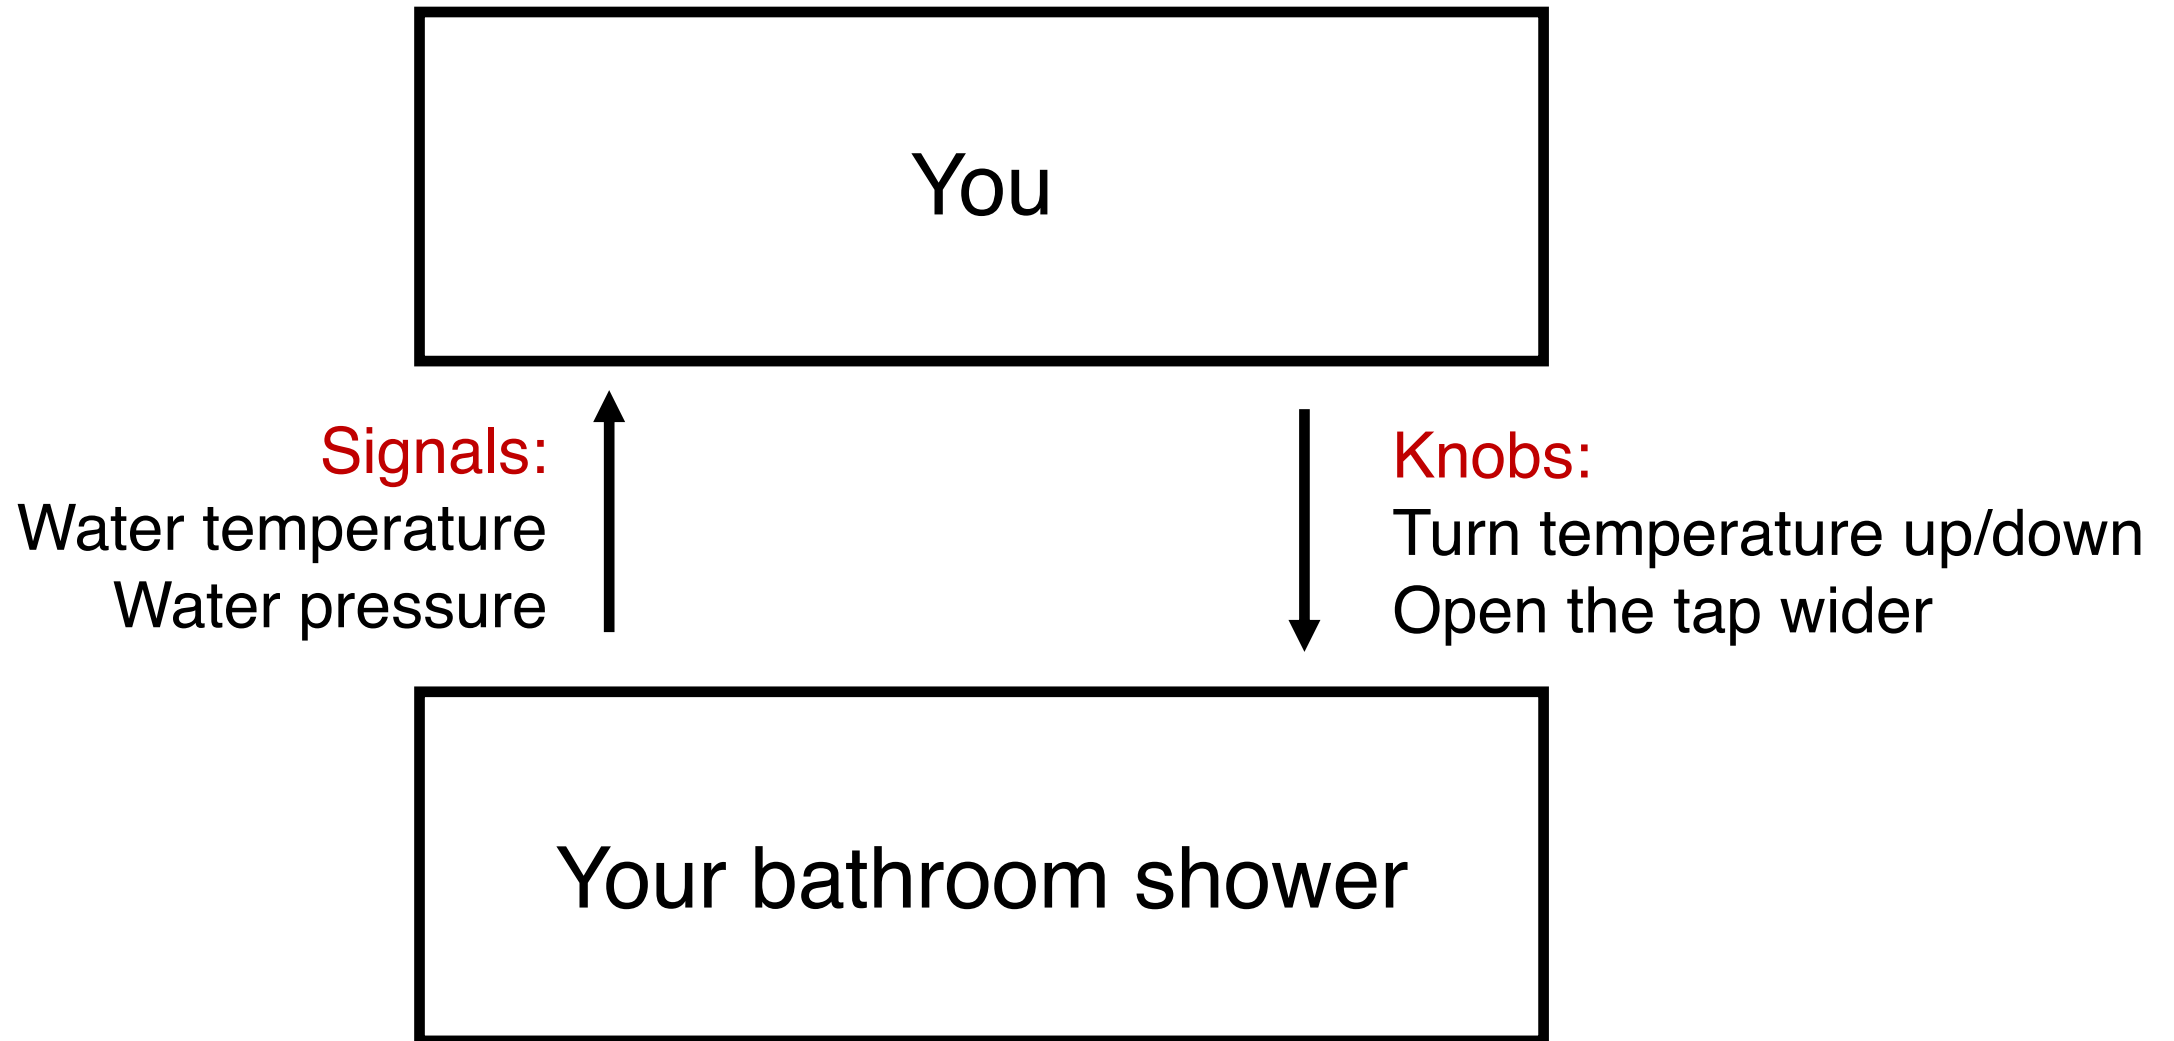 You
Signals:
Water temperature
Water pressure
Knobs:
Turn temperature up/down
Open the tap wider
Your bathroom shower